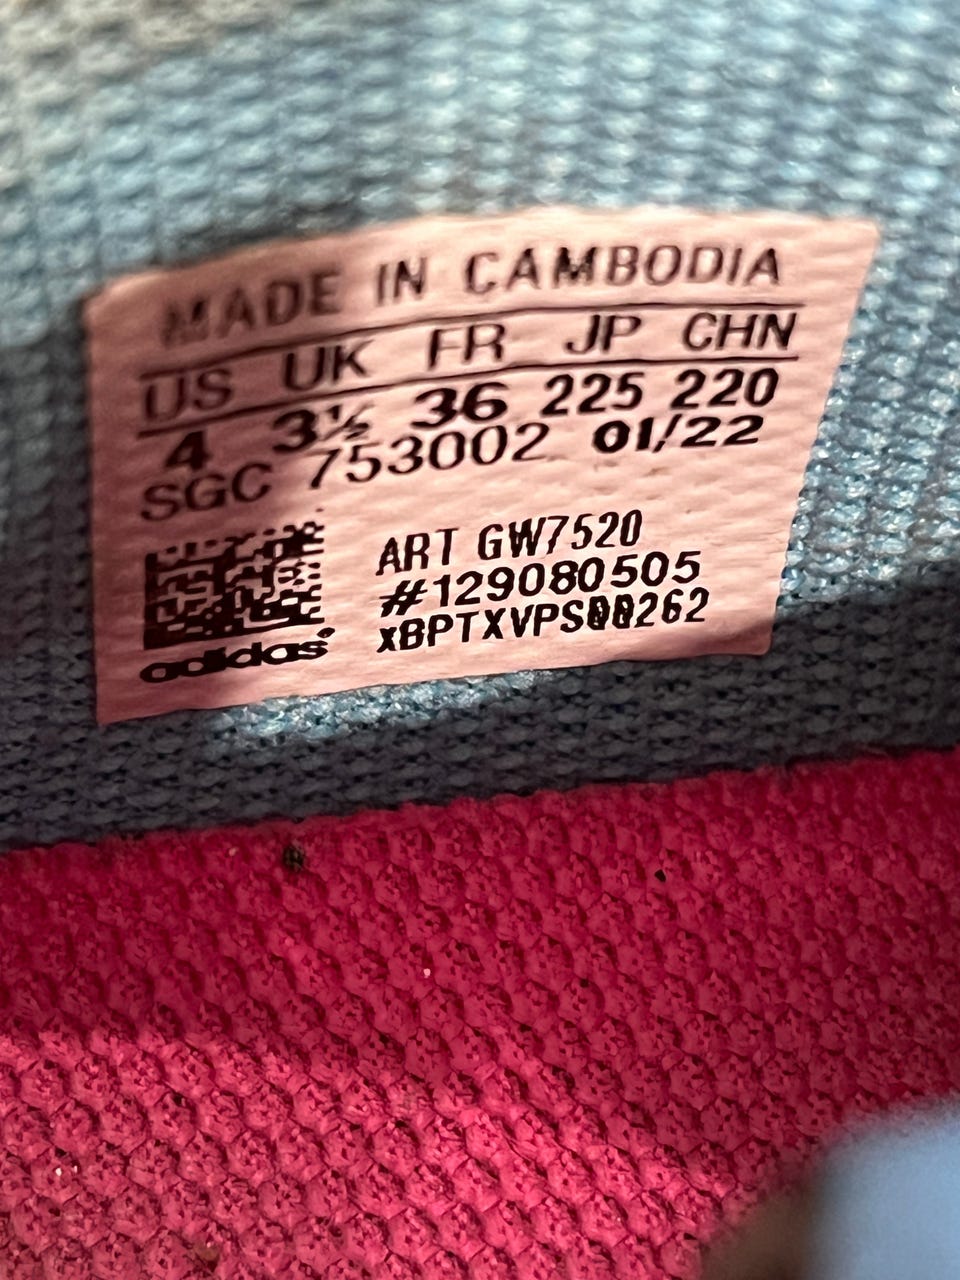 MADE IN CAMBODIA
US UK FR JP CHN
4 3½ 36 225 220
SGC 753002 01/22
ART GW7520
#129080505
xBPTXVPS00262
adidas